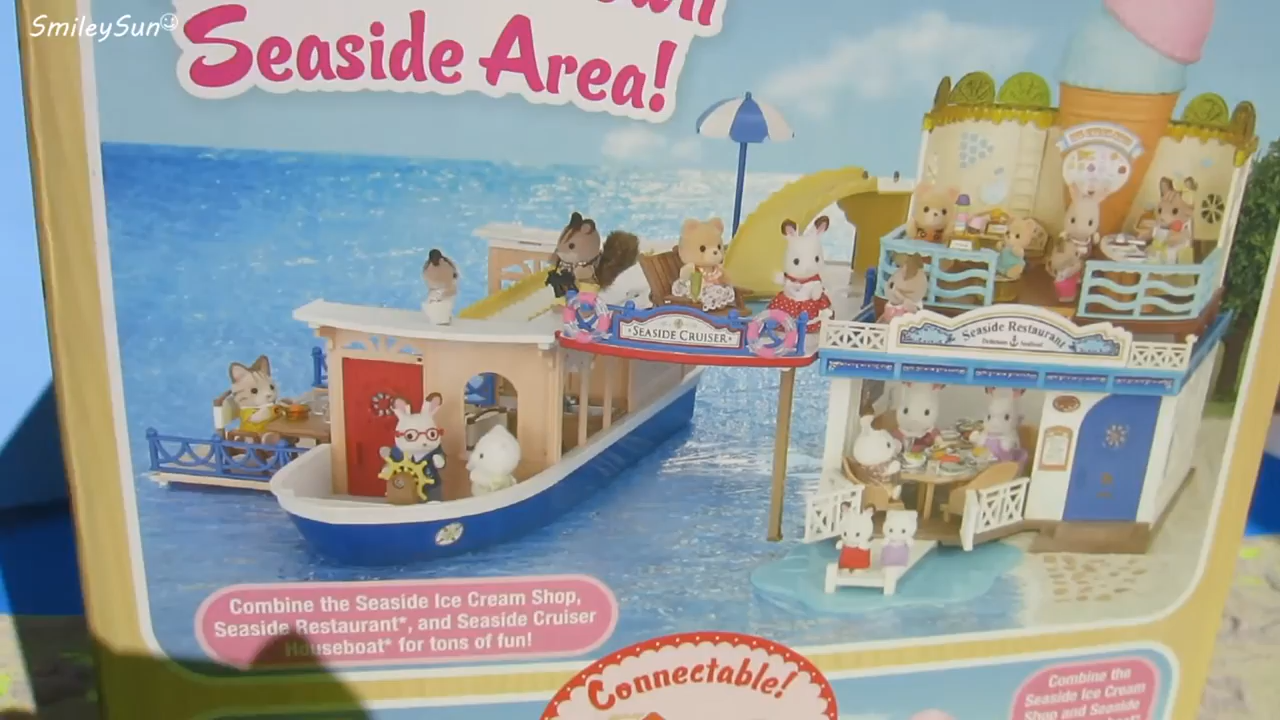 SmileySun
Seaside Area!
SEASIDE CRUISER
Seaside Restaurant
Combine the Seaside Ice Cream Shop,
Seaside Restaurant*, and Seaside Cruiser
Houseboat* for tons of fun!
Connectable!
Combine the
Seaside Ice Cream
Shop and Seaside